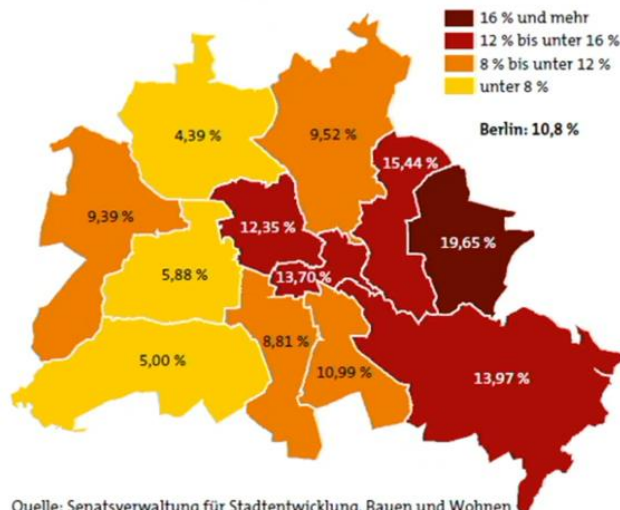 16 % und mehr
12 % bis unter 16 %
8 % bis unter 12 %
unter 8 %
Berlin: 10,8 %
4,39 %
9,52 %
15,44 %
9,39 %
12,35 %
19,65 %
5,88 %
13,70 %
8,81 %
5,00 %
10,99 %
13,97 %
Quelle: Senatsverwaltung für Stadtentwicklung, Bauen und Wohnen